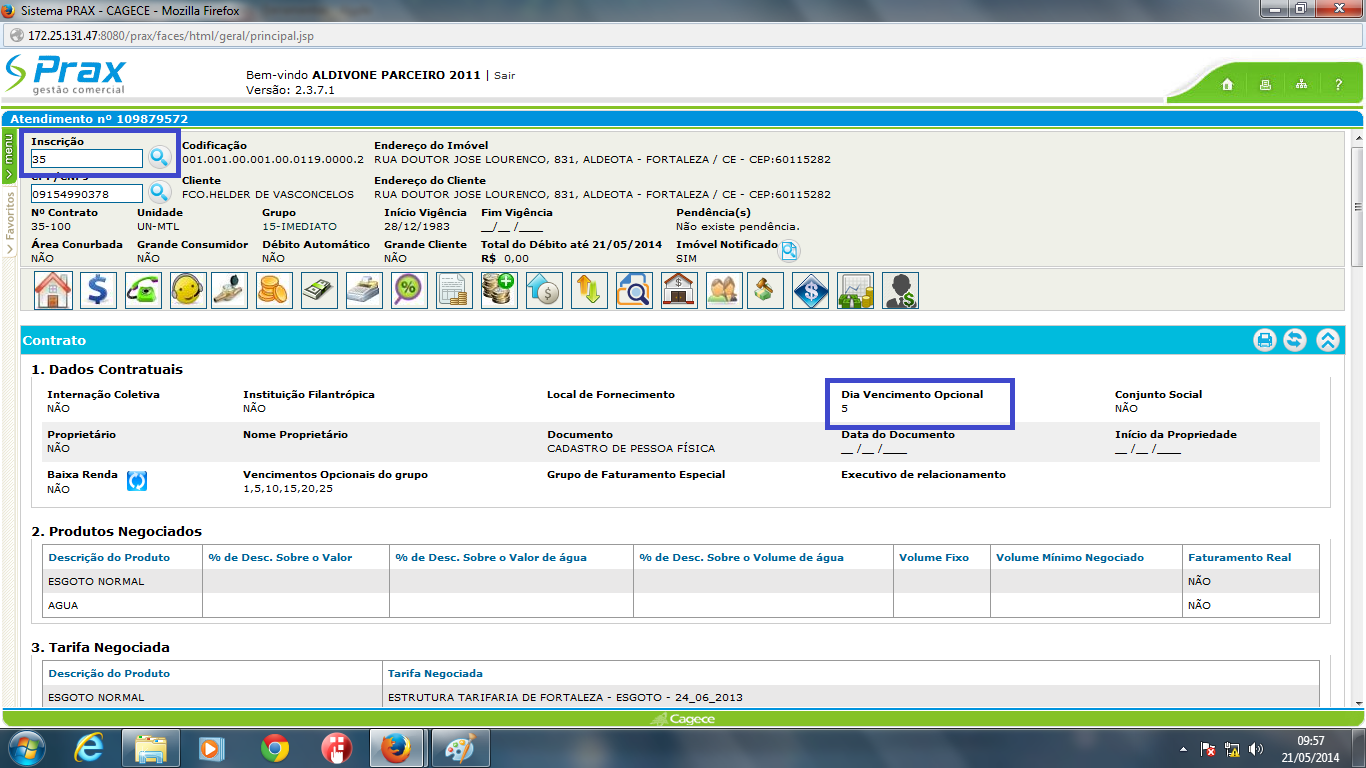 Sistema PRAX - CAGECE - Mozilla Firefox
172.25.131.47:8080/prax/faces/html/geral/principal.jsp
Prax
gestão comercial
Bem-vindo ALDIVONE PARCEIRO 2011 | Sair
Versão: 2.3.7.1
?
Atendimento nº 109879572
menu
Favoritos
Inscrição
35
Codificação
001.001.00.001.00.0119.0000.2
Endereço do Imóvel
RUA DOUTOR JOSE LOURENCO, 831, ALDEOTA - FORTALEZA / CE - CEP:60115282
09154990378
Cliente
FCO.HELDER DE VASCONCELOS
Endereço do Cliente
RUA DOUTOR JOSE LOURENCO, 831, ALDEOTA - FORTALEZA / CE - CEP:60115282
Nº Contrato Unidade Grupo Início Vigência Fim Vigência Pendência(s)
35-100 UN-MTL 15-IMEDIATO 28/12/1983 __/__ /____ Não existe pendência.
Área Conurbada Grande Consumidor Débito Automático Grande Cliente Total do Débito até 21/05/2014 Imóvel Notificado
NÃO NÃO NÃO NÃO R$ 0,00 SIM
Contrato
1. Dados Contratuais
Internação Coletiva Instituição Filantrópica Local de Fornecimento Dia Vencimento Opcional Conjunto Social
NÃO NÃO 5 NÃO
Proprietário Nome Proprietário Documento Data do Documento Início da Propriedade
NÃO CADASTRO DE PESSOA FÍSICA __ /__ /____ __ /__ /____
Baixa Renda Vencimentos Opcionais do grupo Grupo de Faturamento Especial Executivo de relacionamento
NÃO 1,5,10,15,20,25
2. Produtos Negociados
Descrição do Produto % de Desc. Sobre o Valor % de Desc. Sobre o Valor de água % de Desc. Sobre o Volume de água Volume Fixo Volume Mínimo Negociado Faturamento Real
ESGOTO NORMAL NÃO
AGUA NÃO
3. Tarifa Negociada
Descrição do Produto Tarifa Negociada
ESGOTO NORMAL ESTRUTURA TARIFARIA DE FORTALEZA - ESGOTO - 24_06_2013
Cagece
09:57
21/05/2014